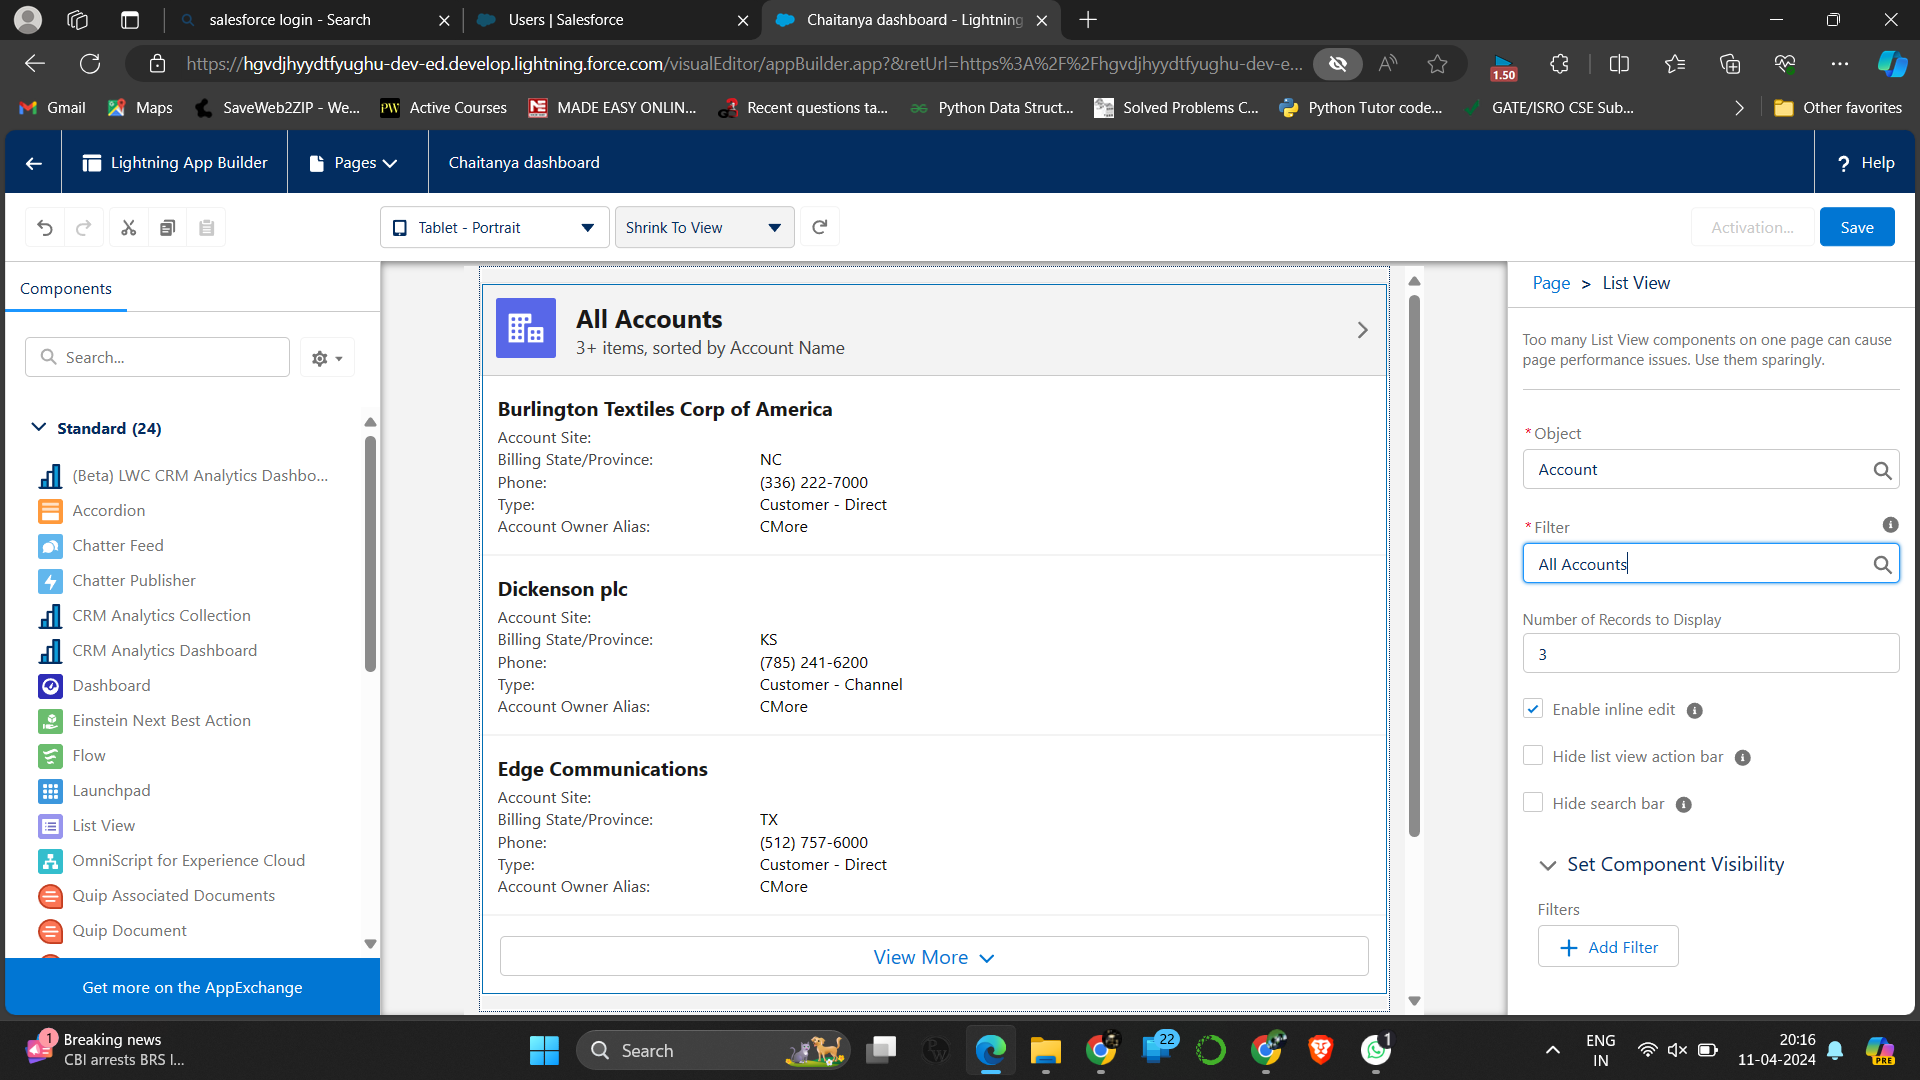 salesforce login - Search
Users | Salesforce
Chaitanya dashboard - Lightning
https://hgvdjhyydtfyughu-dev-ed.develop.lightning.force.com/visualEditor/appBuilder.app?&retUrl=https%3A%2F%2Fhgvdjhyydtfyughu-dev-e...
1.50
Gmail
Maps
SaveWeb2ZIP - We...
Active Courses
MADE EASY ONLIN...
Recent questions ta...
Python Data Struct...
Solved Problems C...
Python Tutor code...
GATE/ISRO CSE Sub...
Other favorites
Lightning App Builder
Pages
Chaitanya dashboard
? Help
Tablet - Portrait
Shrink To View
Activation...
Save
Components
Search...
Standard (24)
(Beta) LWC CRM Analytics Dashbo...
Accordion
Chatter Feed
Chatter Publisher
CRM Analytics Collection
CRM Analytics Dashboard
Dashboard
Einstein Next Best Action
Flow
Launchpad
List View
OmniScript for Experience Cloud
Quip Associated Documents
Quip Document
Get more on the AppExchange
All Accounts
3+ items, sorted by Account Name
Burlington Textiles Corp of America
Account Site:
Billing State/Province: NC
Phone: (336) 222-7000
Type: Customer - Direct
Account Owner Alias: CMore
Dickenson plc
Account Site:
Billing State/Province: KS
Phone: (785) 241-6200
Type: Customer - Channel
Account Owner Alias: CMore
Edge Communications
Account Site:
Billing State/Province: TX
Phone: (512) 757-6000
Type: Customer - Direct
Account Owner Alias: CMore
View More
Page > List View
Too many List View components on one page can cause
page performance issues. Use them sparingly.
*Object
Account
*Filter
All Accounts
Number of Records to Display
3
Enable inline edit
Hide list view action bar
Hide search bar
Set Component Visibility
Filters
+ Add Filter
1
Breaking news
CBI arrests BRS l...
Search
22
1
ENG
IN
20:16
11-04-2024
PRE